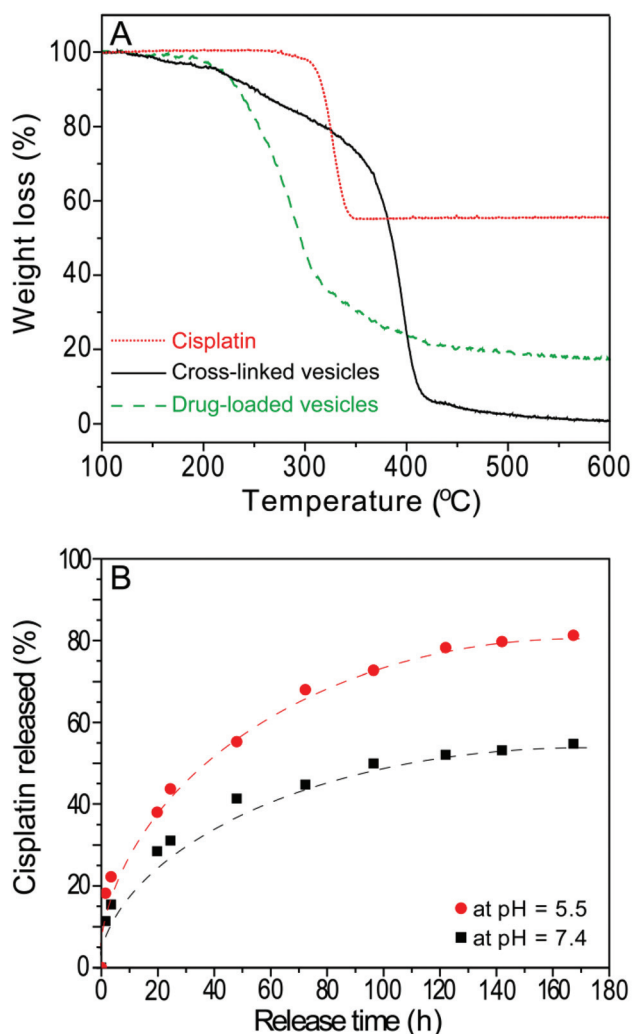 A
Weight loss (%)
100
80
60
40
20
0
Cisplatin
Cross-linked vesicles
Drug-loaded vesicles
100 200 300 400 500 600
Temperature (ºC)
B
Cisplatin released (%)
100
80
60
40
20
0
at pH = 5.5
at pH = 7.4
0 20 40 60 80 100 120 140 160 180
Release time (h)